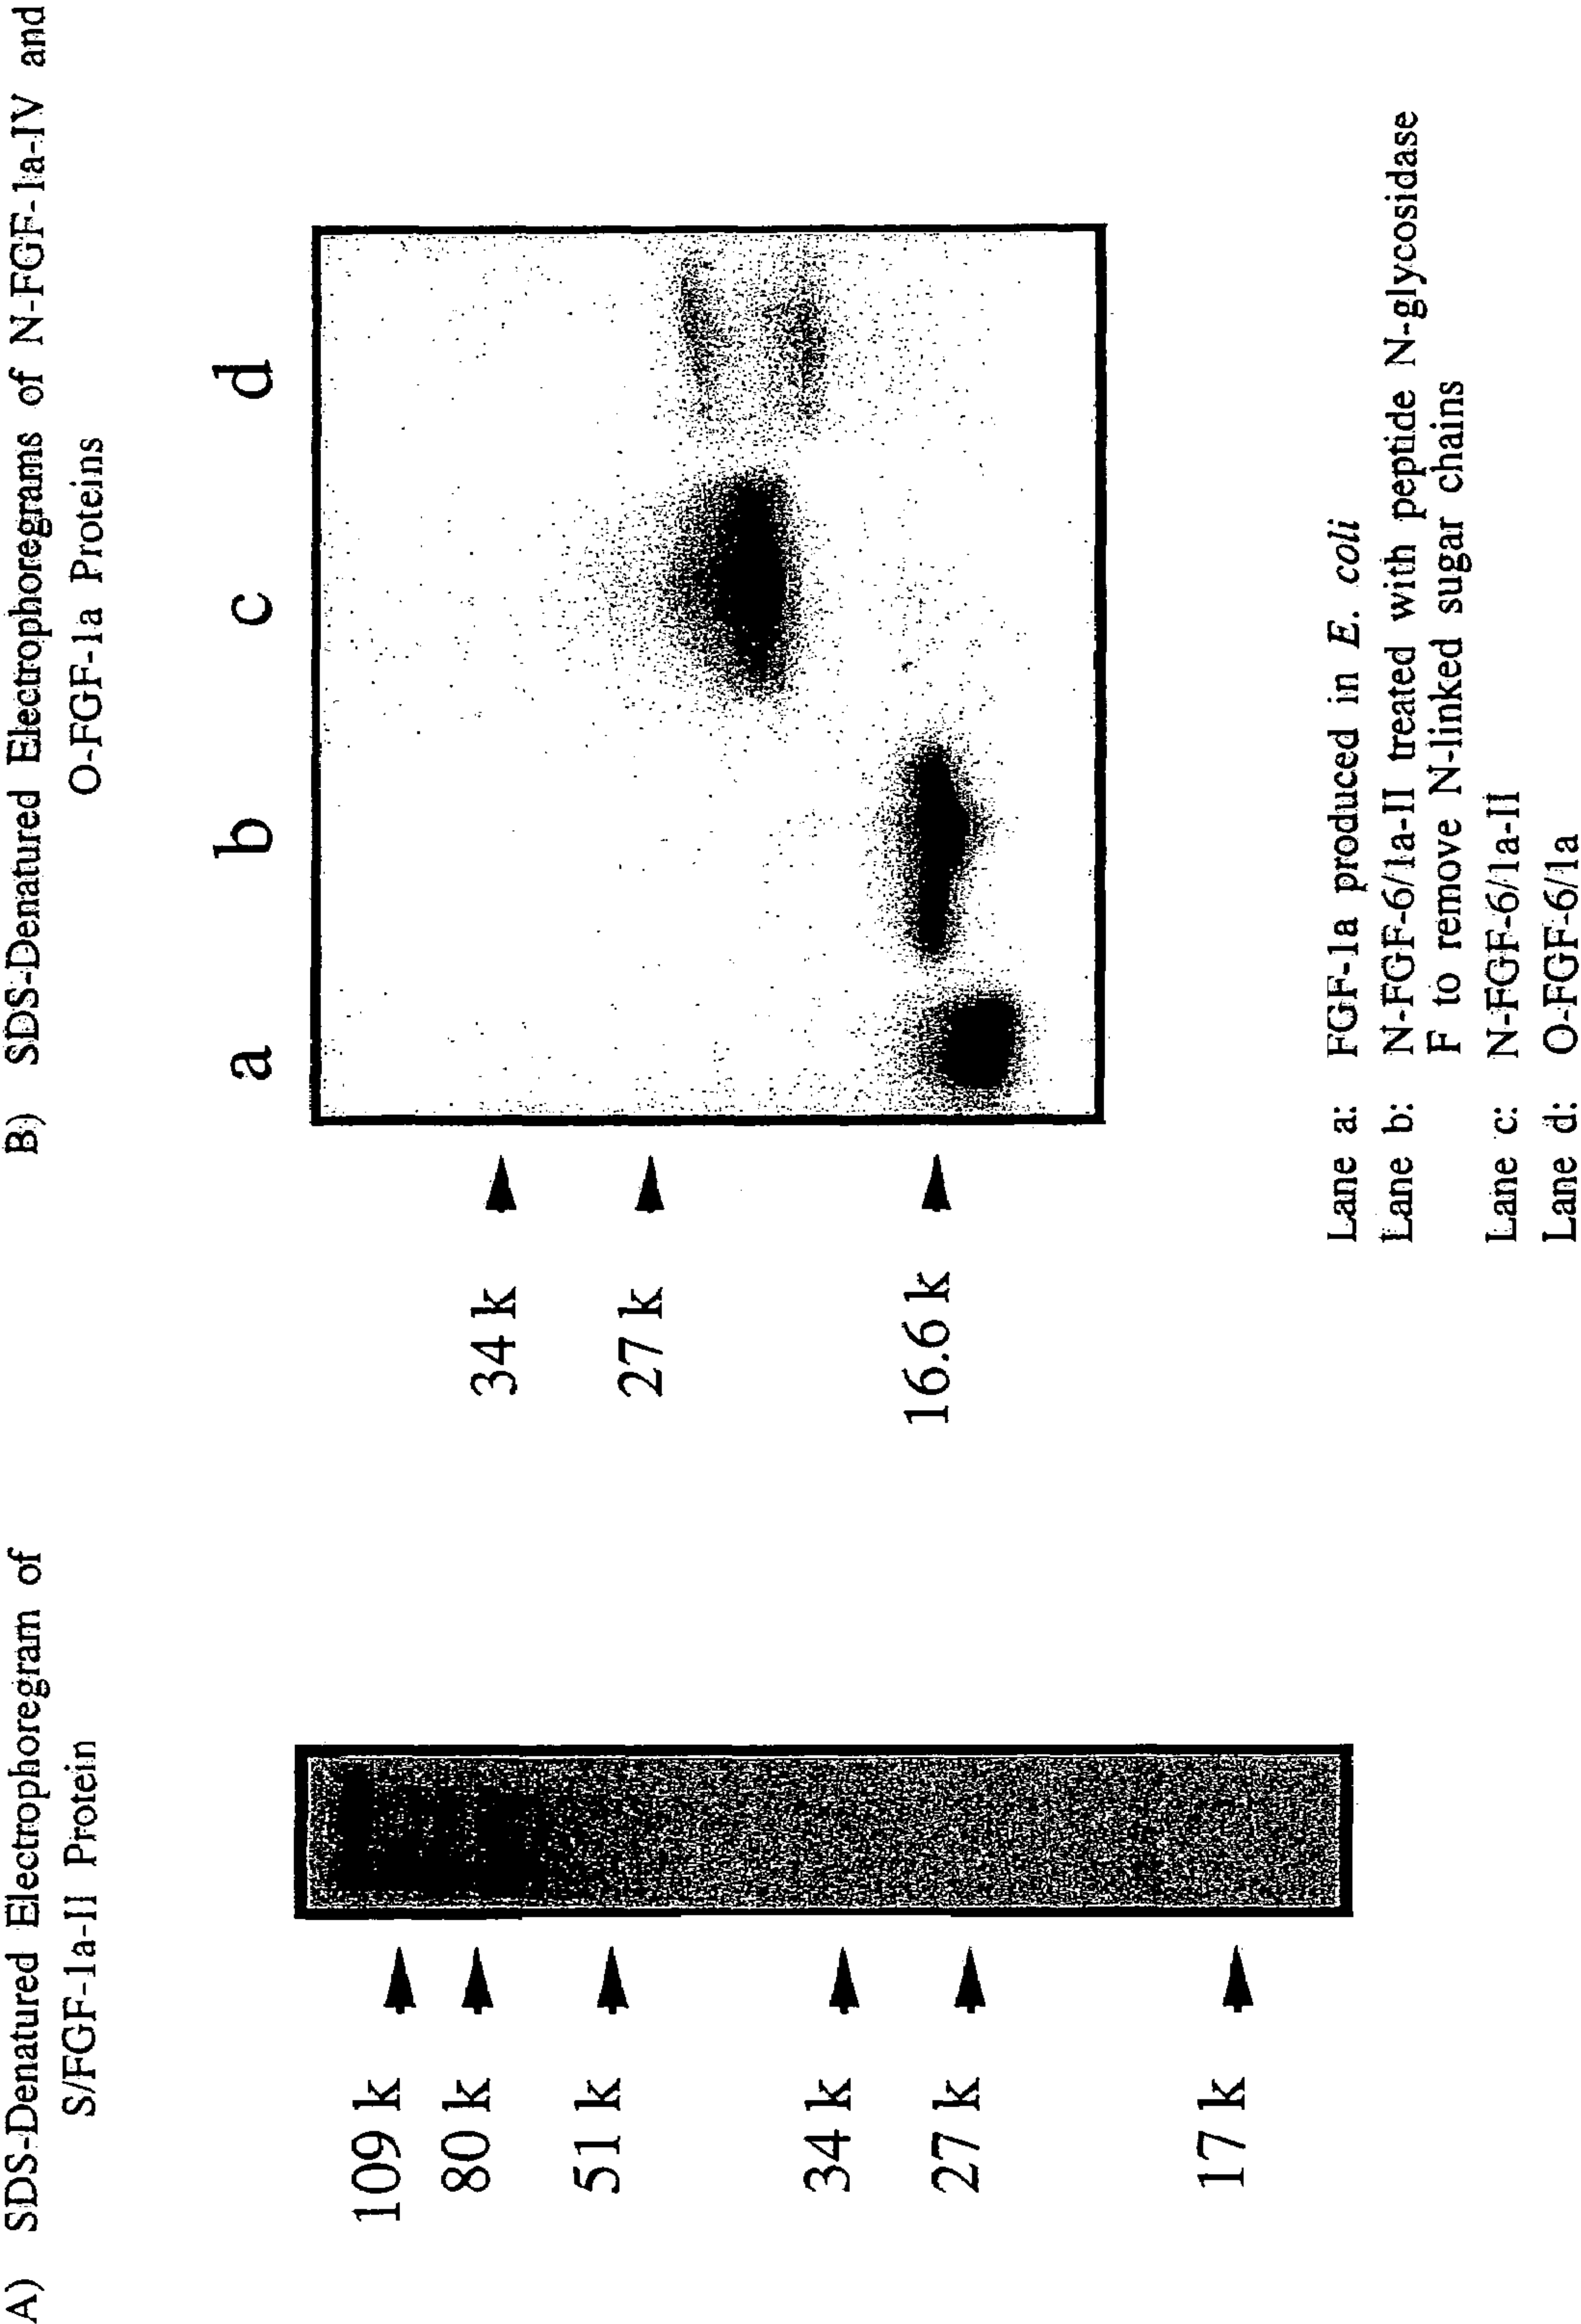 A) SDS-Denatured Electrophoregram of
S/FGF-1a-II Protein
109 k
80 k
51 k
34 k
27 k
17 k
B) SDS-Denatured Electrophoregrams of N-FGF-1a-IV and
O-FGF-1a Proteins
a b c d
34 k
27 k
16.6 k
Lane a: FGF-1a produced in E. coli
Lane b: N-FGF-6/1a-II treated with peptide N-glycosidase
F to remove N-linked sugar chains
Lane c: N-FGF-6/1a-II
Lane d: O-FGF-6/1a